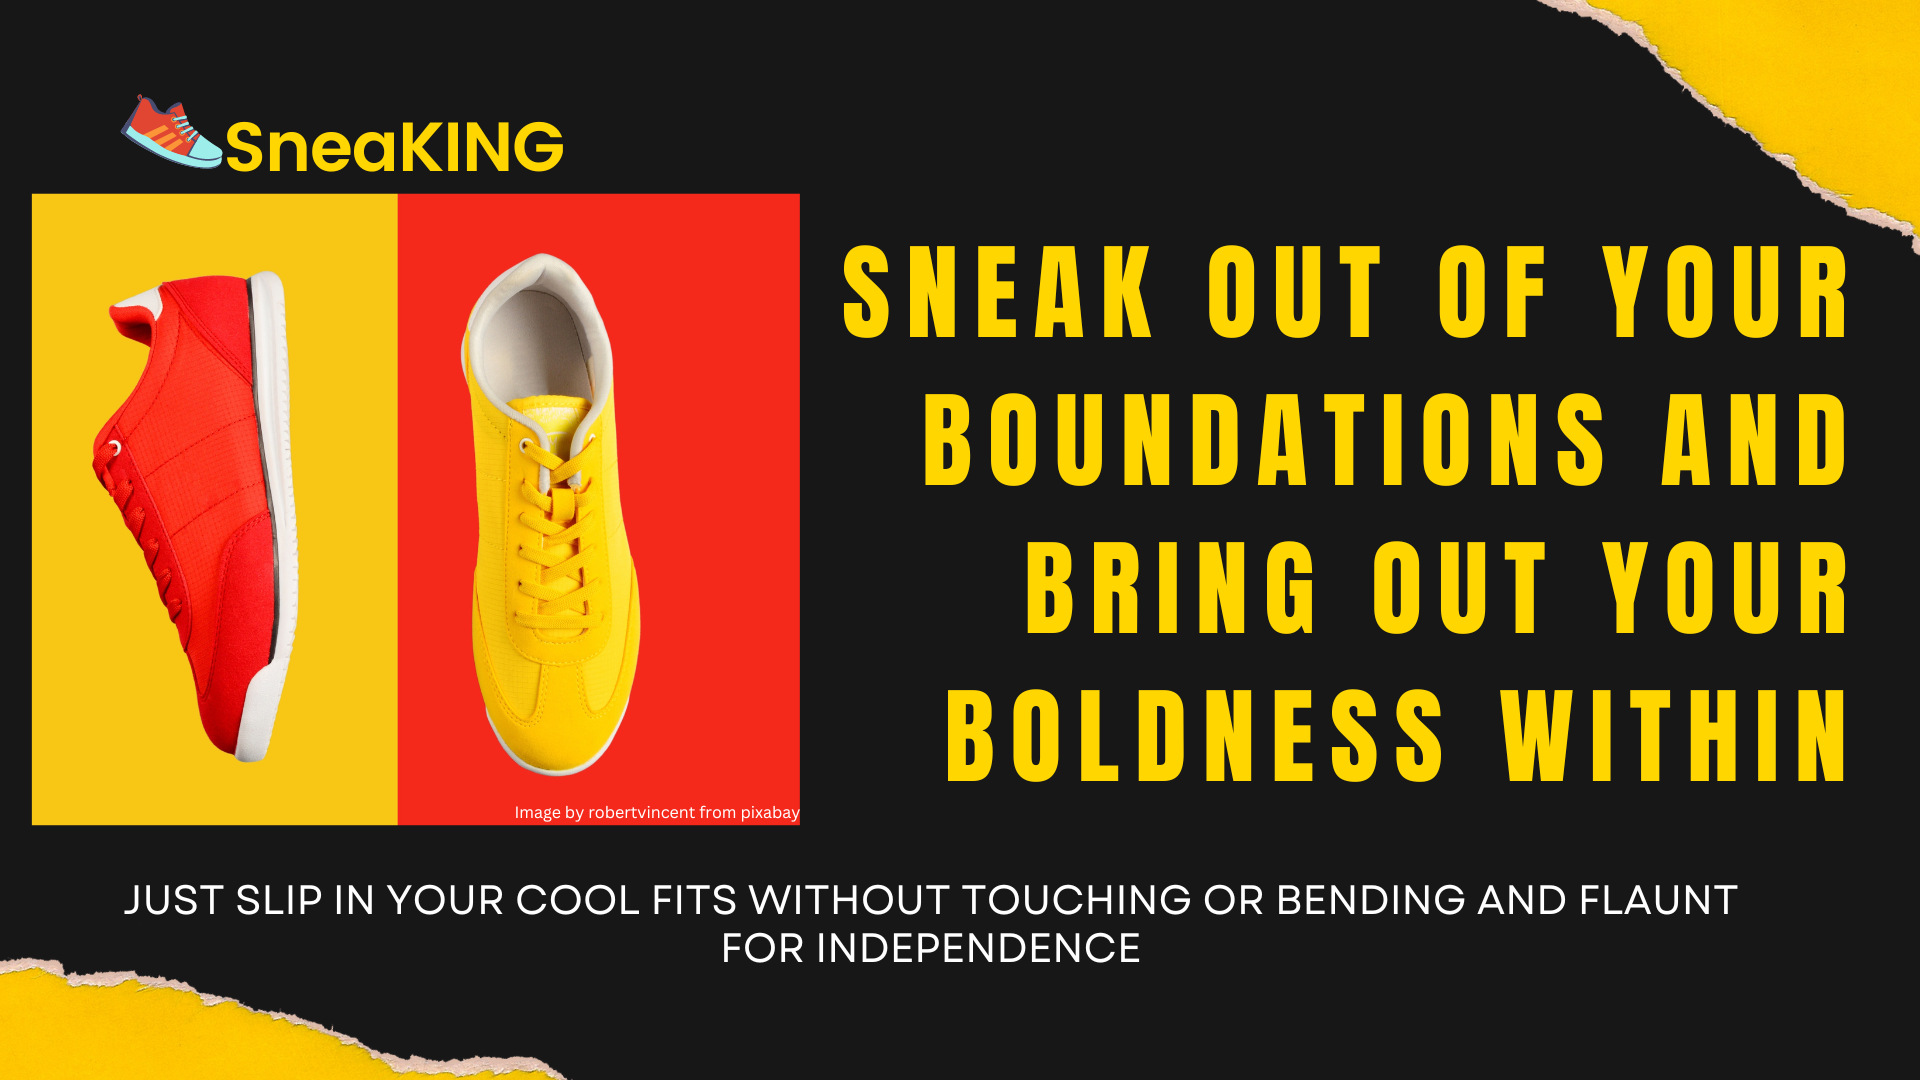 SneaKING
SNEAK OUT OF YOUR
BOUNDATIONS AND
BRING OUT YOUR
BOLDNESS WITHIN
Image by robertvincent from pixabay
JUST SLIP IN YOUR COOL FITS WITHOUT TOUCHING OR BENDING AND FLAUNT
FOR INDEPENDENCE